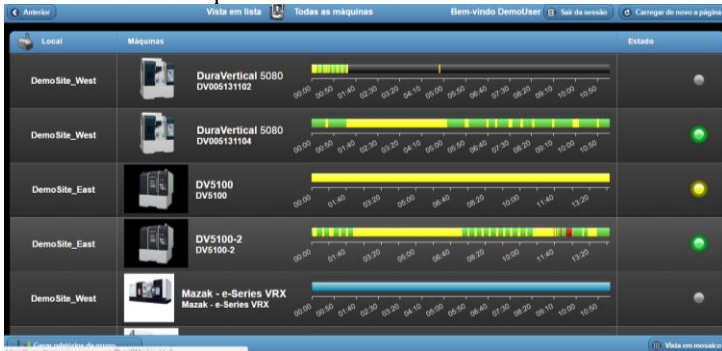 Anterior
Vista em lista
Todas as máquinas
Bem-vindo DemoUser
Sair da sessão
Carregar de novo a página
Local
Máquinas
Estado
DemoSite_West
DuraVertical 5080
DV005131102
00:00 00:50 01:40 02:30 03:20 04:10 05:00 05:50 06:40 07:30 08:20 09:10 10:00 10:50
DemoSite_West
DuraVertical 5080
DV005131104
00:00 00:50 01:40 02:30 03:20 04:10 05:00 05:50 06:40 07:30 08:20 09:10 10:00 10:50
DemoSite_East
DV5100
DV5100
00:00 01:40 03:20 05:00 06:40 08:20 10:00 11:40 13:20
DemoSite_East
DV5100-2
DV5100-2
00:00 01:40 03:20 05:00 06:40 08:20 10:00 11:40 13:20
DemoSite_West
Mazak - e-Series VRX
Mazak - e-Series VRX
00:00 00:50 01:40 02:30 03:20 04:10 05:00 05:50 06:40 07:30 08:20 09:10 10:00 10:50
Gerar relatórios de grupo
Vista em mosaico